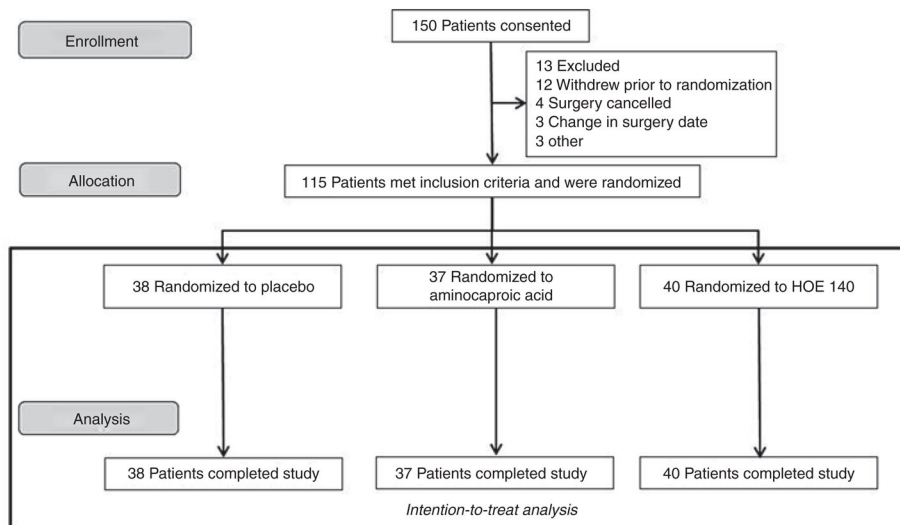 Enrollment
150 Patients consented
13 Excluded
12 Withdrew prior to randomization
4 Surgery cancelled
3 Change in surgery date
3 other
Allocation
115 Patients met inclusion criteria and were randomized
38 Randomized to placebo
37 Randomized to
aminocaproic acid
40 Randomized to HOE 140
Analysis
38 Patients completed study
37 Patients completed study
40 Patients completed study
Intention-to-treat analysis